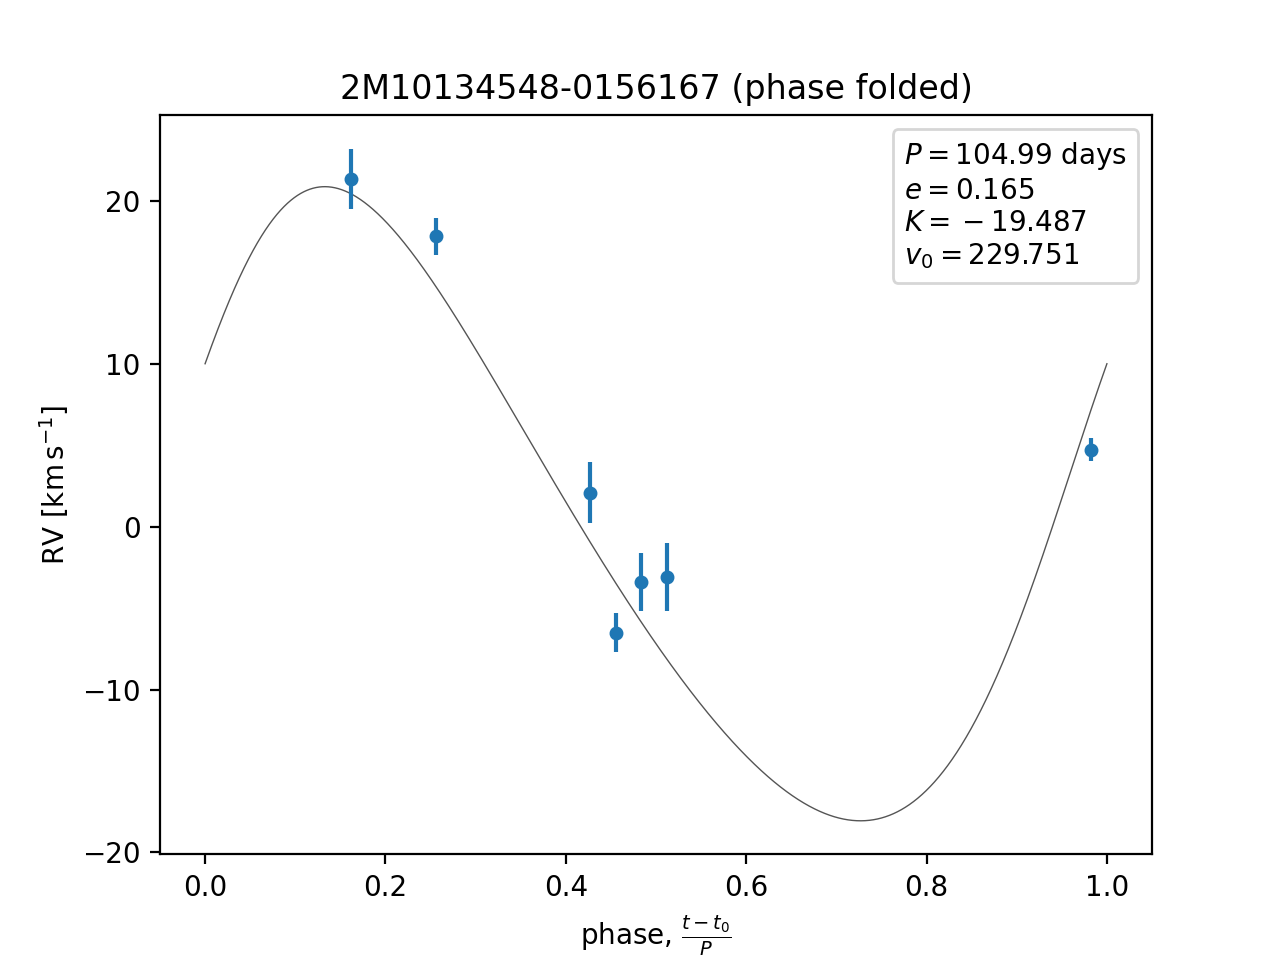 2M10134548-0156167 (phase folded)
P = 104.99 days
e = 0.165
K = −19.487
v₀ = 229.751
RV [km s⁻¹]
20
10
0
−10
−20
0.0 0.2 0.4 0.6 0.8 1.0
phase, (t − t₀)/P